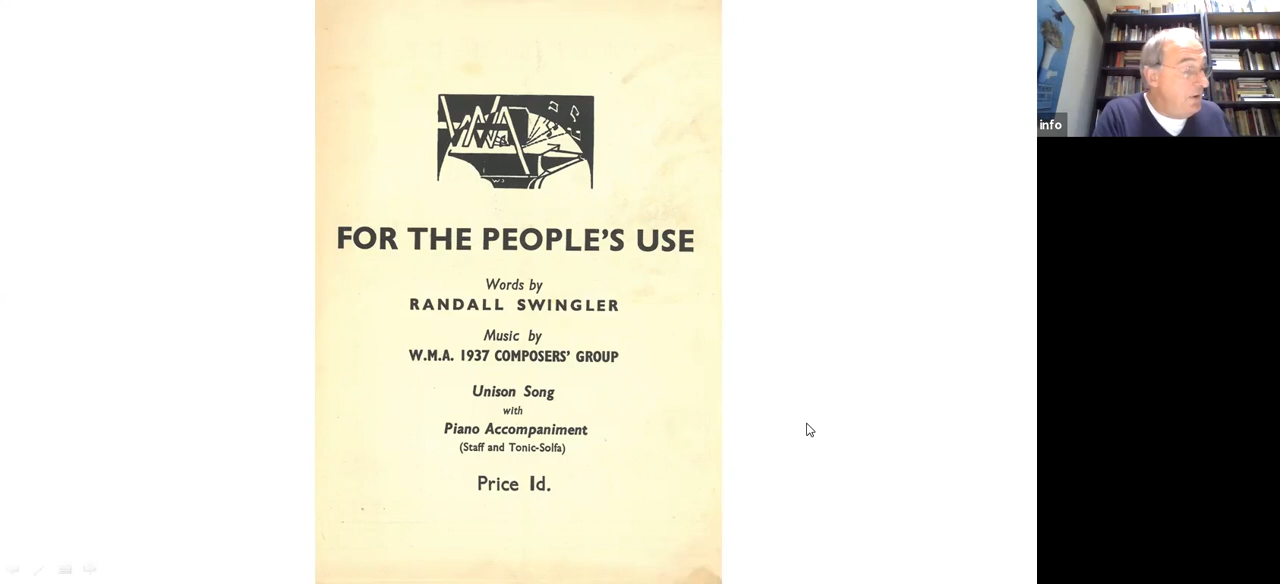 WMA
FOR THE PEOPLE'S USE
Words by
RANDALL SWINGLER
Music by
W.M.A. 1937 COMPOSERS' GROUP
Unison Song
with
Piano Accompaniment
(Staff and Tonic-Solfa)
Price 1d.
info